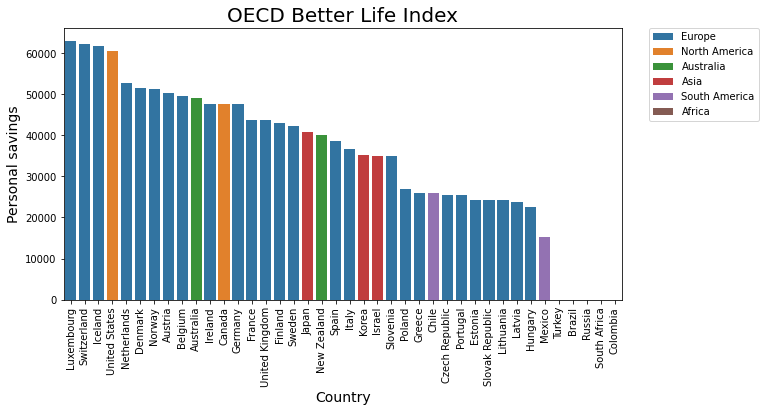 OECD Better Life Index
Personal savings
60000
50000
40000
30000
20000
10000
0
Luxembourg
Switzerland
Iceland
United States
Netherlands
Denmark
Norway
Austria
Belgium
Australia
Ireland
Canada
Germany
France
United Kingdom
Finland
Sweden
Japan
New Zealand
Spain
Italy
Korea
Israel
Slovenia
Poland
Greece
Chile
Czech Republic
Portugal
Estonia
Slovak Republic
Lithuania
Latvia
Hungary
Mexico
Turkey
Brazil
Russia
South Africa
Colombia
Country
Europe
North America
Australia
Asia
South America
Africa